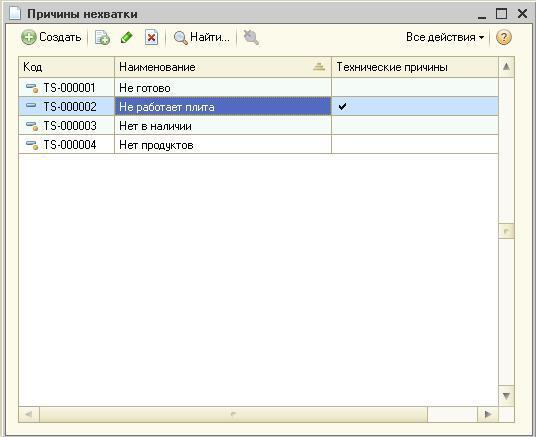 Причины нехватки
Создать Найти... Все действия
Код Наименование Технические причины
TS-000001 Не готово
TS-000002 Не работает плита
TS-000003 Нет в наличии
TS-000004 Нет продуктов